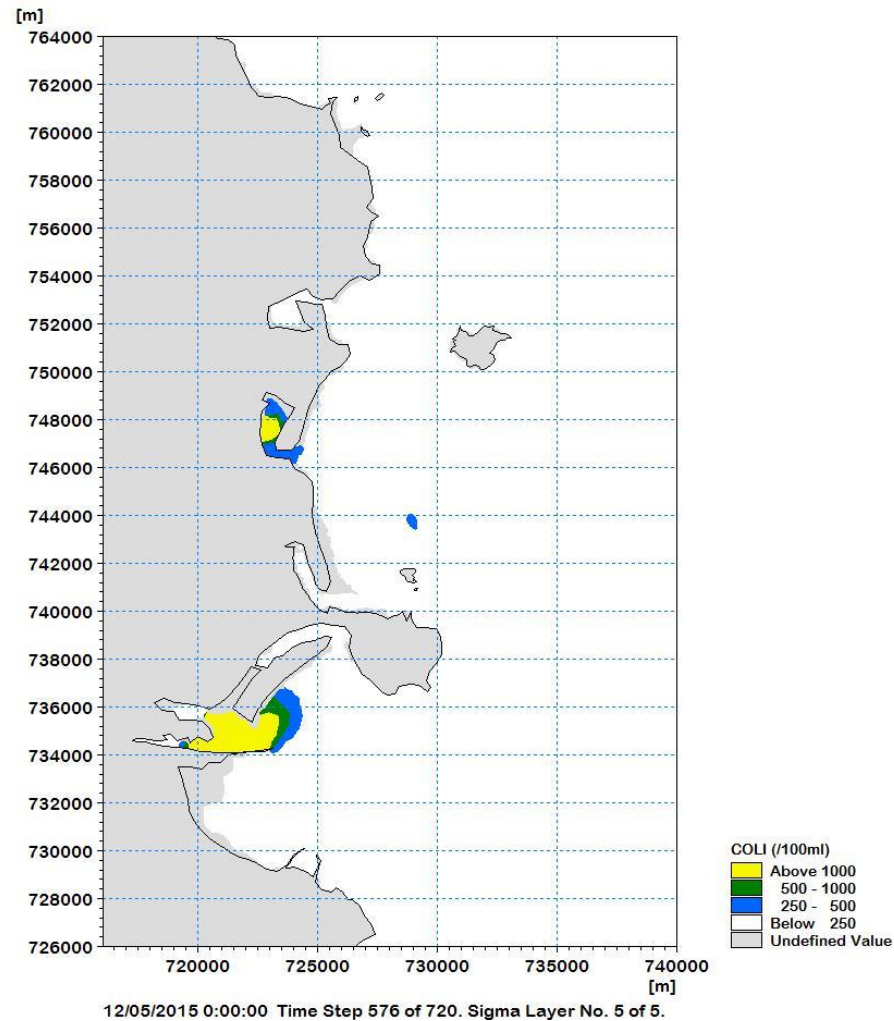 [m]
764000
762000
760000
758000
756000
754000
752000
750000
748000
746000
744000
742000
740000
738000
736000
734000
732000
730000
728000
726000
720000 725000 730000 735000 740000
[m]
COLI (/100ml)
Above 1000
500 - 1000
250 - 500
Below 250
Undefined Value
12/05/2015 0:00:00 Time Step 576 of 720. Sigma Layer No. 5 of 5.